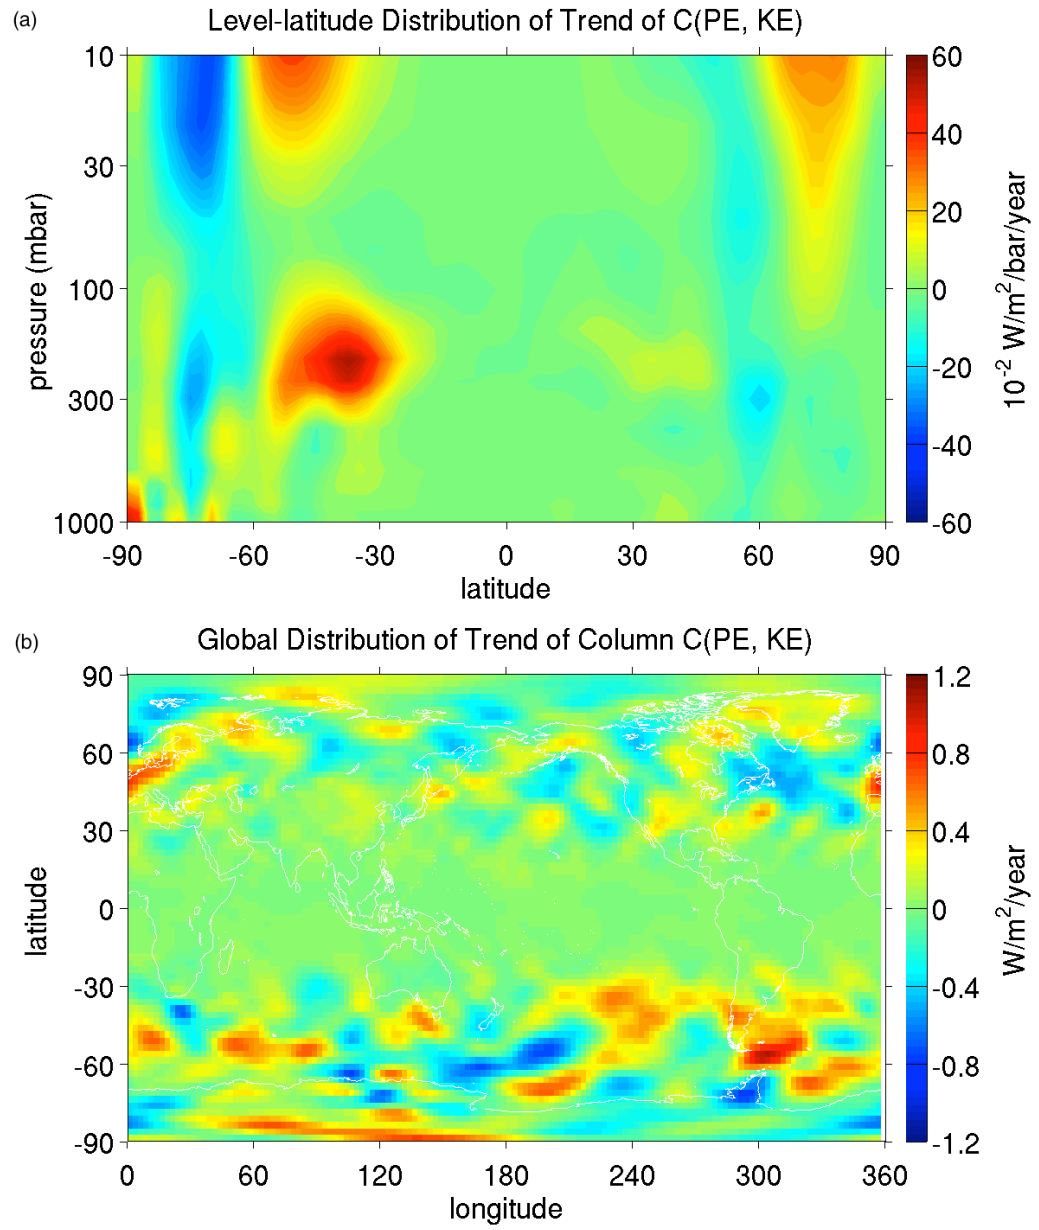 (a)
Level-latitude Distribution of Trend of C(PE, KE)
10
30
100
300
1000
pressure (mbar)
-90 -60 -30 0 30 60 90
latitude
60
40
20
0
-20
-40
-60
10⁻² W/m²/bar/year
(b)
Global Distribution of Trend of Column C(PE, KE)
90
60
30
0
-30
-60
-90
latitude
0 60 120 180 240 300 360
longitude
1.2
0.8
0.4
0
-0.4
-0.8
-1.2
W/m²/year